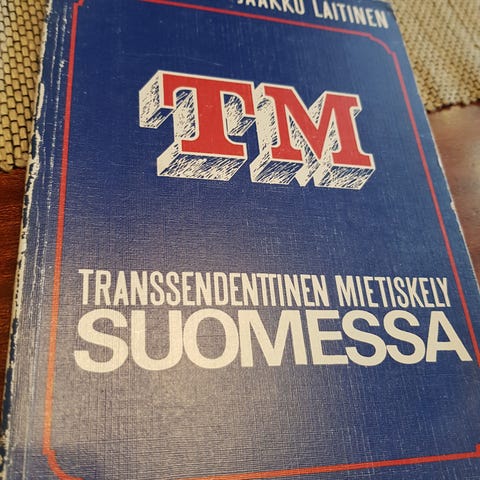 JAAKKO LAITINEN
TM
TRANSSENDENTTINEN MIETISKELY
SUOMESSA